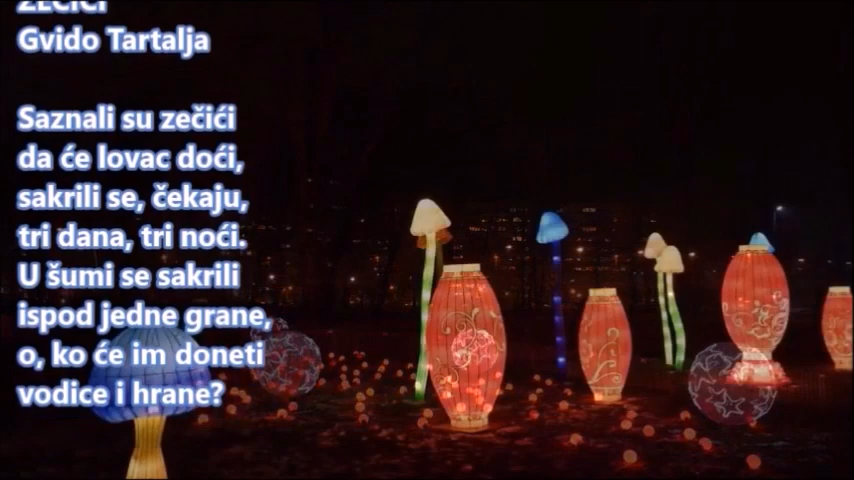 ZEČIĆI
Gvido Tartalja
Saznali su zečići
da će lovac doći,
sakrili se, čekaju,
tri dana, tri noći.
U šumi se sakrili
ispod jedne grane,
o, ko će im doneti
vodice i hrane?